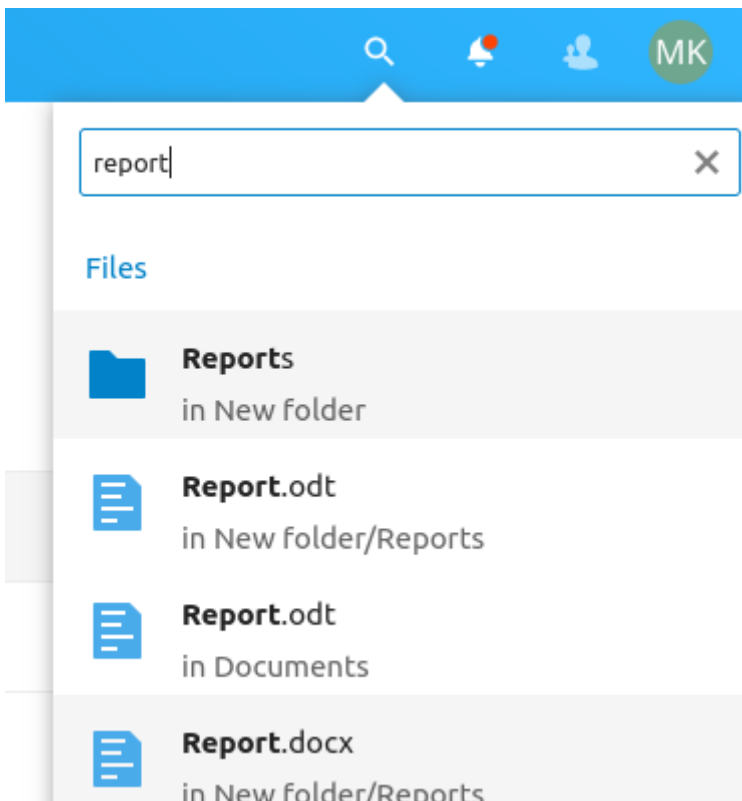 MK
report
Files
Reports
in New folder
Report.odt
in New folder/Reports
Report.odt
in Documents
Report.docx
in New folder/Reports